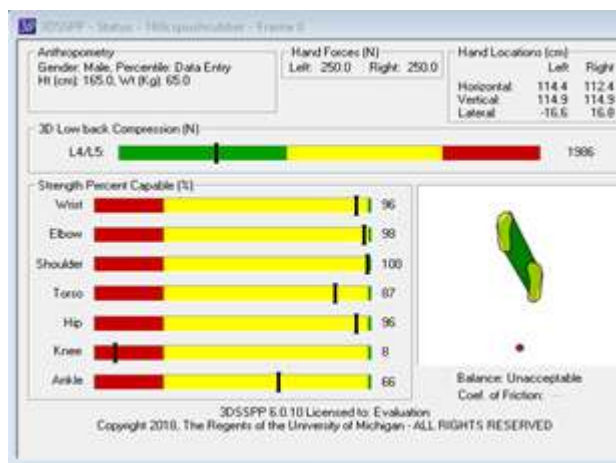 3DSSPP - Status - - Frame 0
Anthropometry
Gender: Male, Percentile: Data Entry
Ht (cm): 165.0, Wt (Kg): 65.0
Hand Forces (N)
Left: 250.0 Right: 250.0
Hand Locations (cm)
Left Right
Horizontal: 114.4 112.4
Vertical: 114.9 114.9
Lateral: -16.6 16.8
3D Low back Compression (N)
L4/L5: 1986
Strength Percent Capable (%)
Wrist 96
Elbow 98
Shoulder 100
Torso 87
Hip 96
Knee 8
Ankle 66
Balance: Unacceptable
Coef. of Friction:
3DSSPP 6.0.10 Licensed to: Evaluation
Copyright 2018, The Regents of the University of Michigan - ALL RIGHTS RESERVED